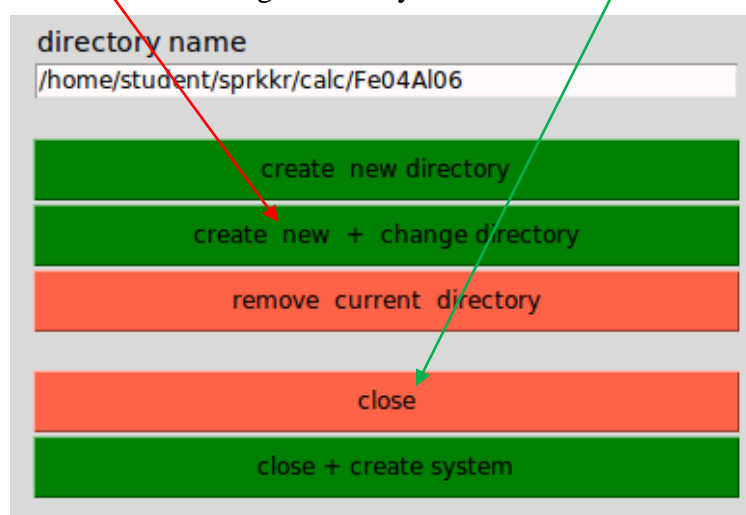 directory name
/home/student/sprkkr/calc/Fe04Al06
create new directory
create new + change directory
remove current directory
close
close + create system